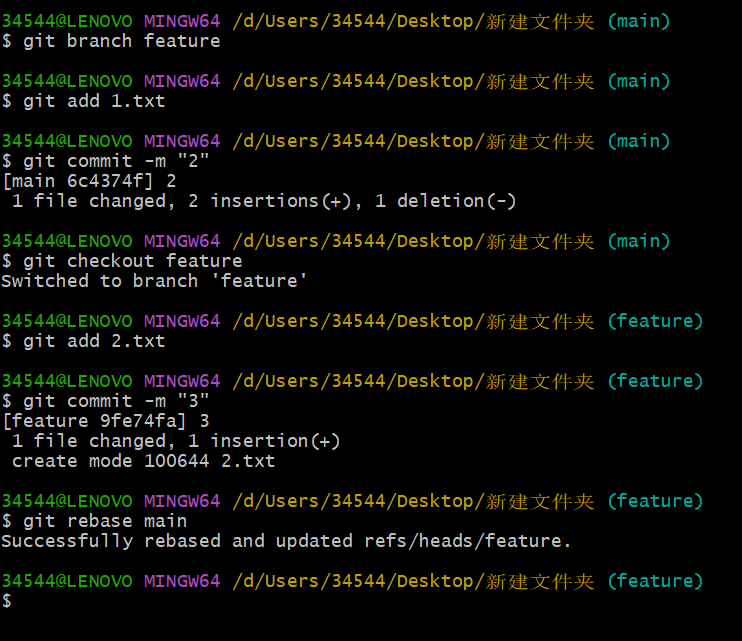 34544@LENOVO MINGW64 /d/Users/34544/Desktop/新建文件夹 (main)
$ git branch feature
34544@LENOVO MINGW64 /d/Users/34544/Desktop/新建文件夹 (main)
$ git add 1.txt
34544@LENOVO MINGW64 /d/Users/34544/Desktop/新建文件夹 (main)
$ git commit -m "2"
[main 6c4374f] 2
 1 file changed, 2 insertions(+), 1 deletion(-)
34544@LENOVO MINGW64 /d/Users/34544/Desktop/新建文件夹 (main)
$ git checkout feature
Switched to branch 'feature'
34544@LENOVO MINGW64 /d/Users/34544/Desktop/新建文件夹 (feature)
$ git add 2.txt
34544@LENOVO MINGW64 /d/Users/34544/Desktop/新建文件夹 (feature)
$ git commit -m "3"
[feature 9fe74fa] 3
 1 file changed, 1 insertion(+)
 create mode 100644 2.txt
34544@LENOVO MINGW64 /d/Users/34544/Desktop/新建文件夹 (feature)
$ git rebase main
Successfully rebased and updated refs/heads/feature.
34544@LENOVO MINGW64 /d/Users/34544/Desktop/新建文件夹 (feature)
$